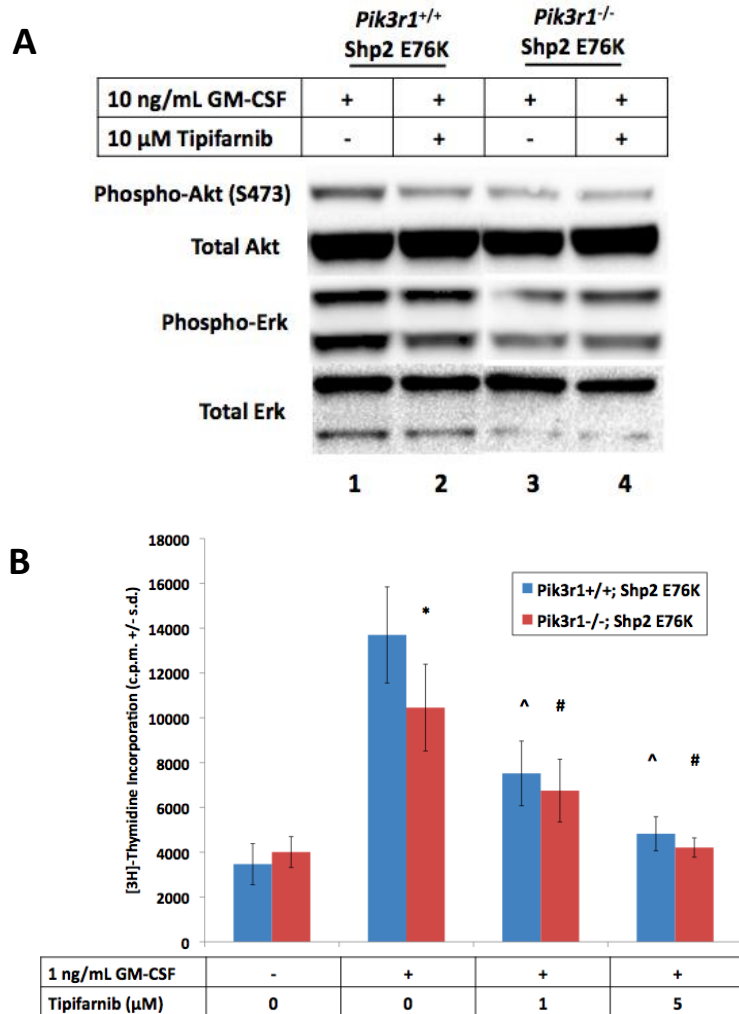 A
Pik3r1+/+ Pik3r1-/-
Shp2 E76K Shp2 E76K
10 ng/mL GM-CSF + + + +
10 µM Tipifarnib - + - +
Phospho-Akt (S473)
Total Akt
Phospho-Erk
Total Erk
1 2 3 4
B
[3H]-Thymidine Incorporation (c.p.m. +/- s.d.)
18000
16000
14000
12000
10000
8000
6000
4000
2000
0
Pik3r1+/+; Shp2 E76K
Pik3r1-/-; Shp2 E76K
*
^ #
^ #
1 ng/mL GM-CSF - + + +
Tipifarnib (µM) 0 0 1 5